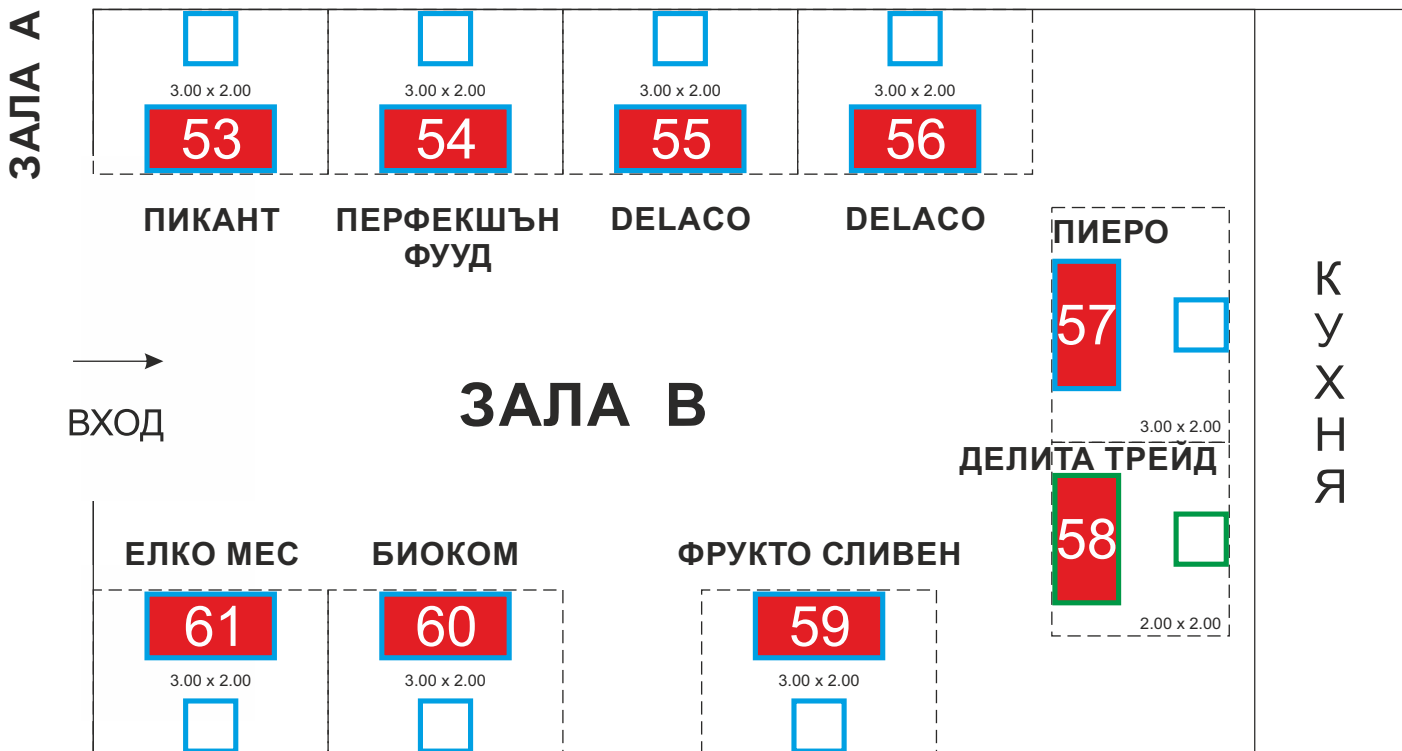 ЗАЛА А
3.00 x 2.00
3.00 x 2.00
3.00 x 2.00
3.00 x 2.00
53
54
55
56
ПИКАНТ
ПЕРФЕКШЪН
ФУУД
DELACO
DELACO
ПИЕРО
57
3.00 x 2.00
КУХНЯ
ВХОД
ЗАЛА В
ДЕЛИТА ТРЕЙД
58
2.00 x 2.00
ЕЛКО МЕС
БИОКОМ
ФРУКТО СЛИВЕН
61
60
59
3.00 x 2.00
3.00 x 2.00
3.00 x 2.00